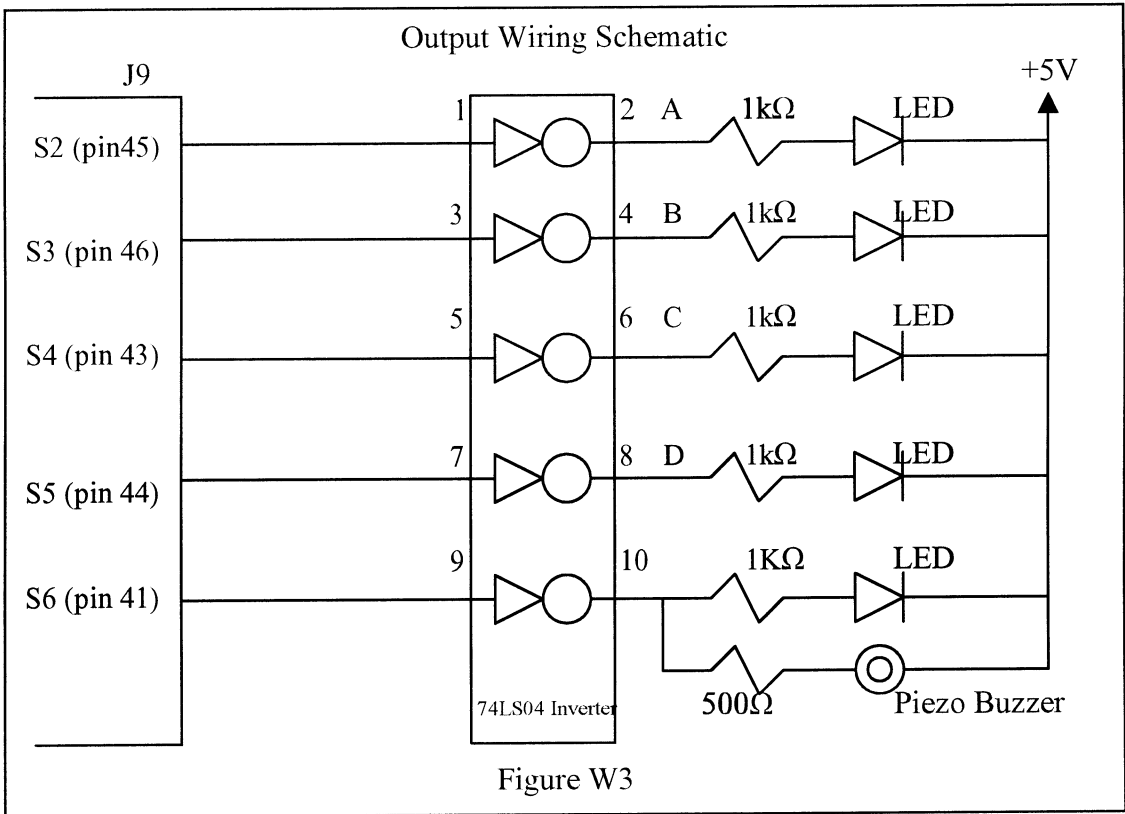 Output Wiring Schematic
J9
+5V
S2 (pin45)
1
2 A
1kΩ
LED
S3 (pin 46)
3
4 B
1kΩ
LED
S4 (pin 43)
5
6 C
1kΩ
LED
S5 (pin 44)
7
8 D
1kΩ
LED
S6 (pin 41)
9
10
1KΩ
LED
500Ω
Piezo Buzzer
74LS04 Inverter
Figure W3